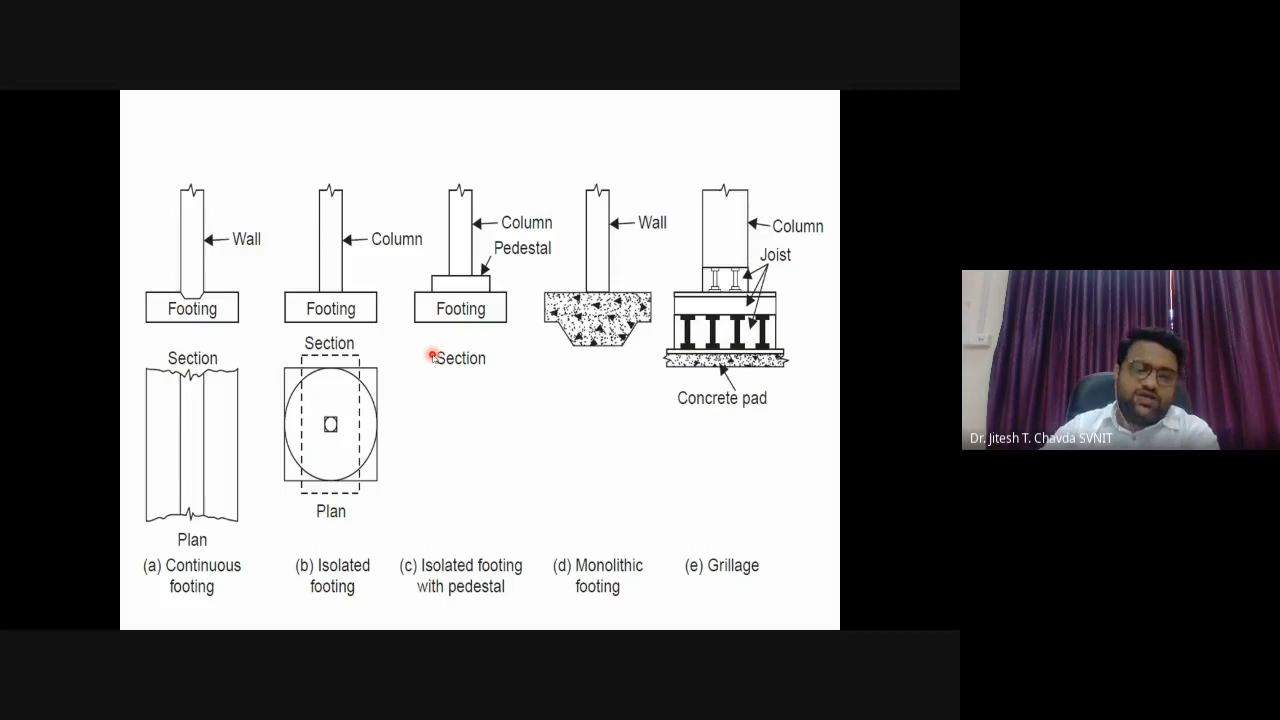 Wall
Footing
Section
Plan
(a) Continuous
footing
Column
Footing
Section
Plan
(b) Isolated
footing
Column
Pedestal
Footing
Section
(c) Isolated footing
with pedestal
Wall
(d) Monolithic
footing
Column
Joist
Concrete pad
(e) Grillage
Dr. Jitesh T. Chavda SVNIT